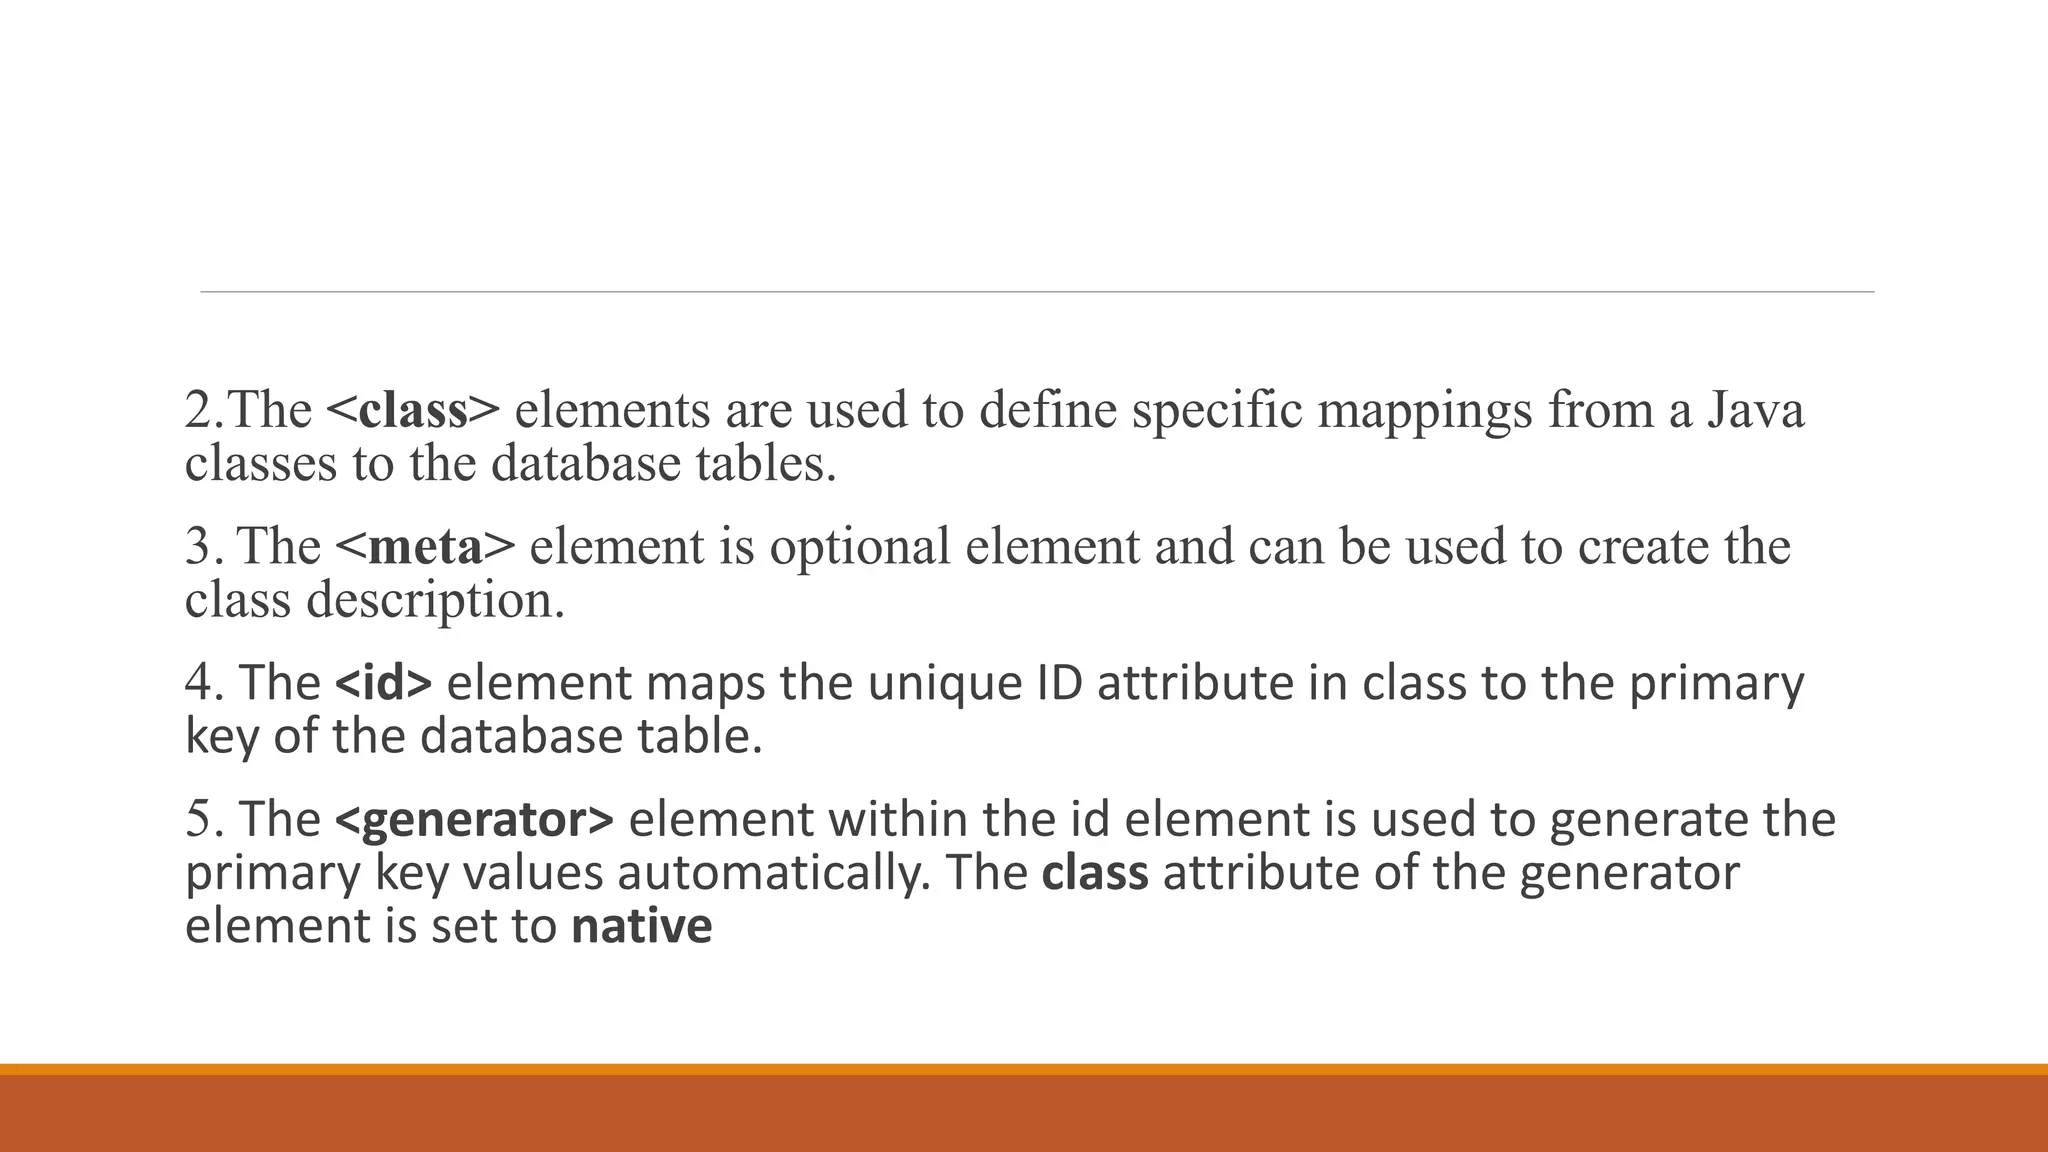 2.The <class> elements are used to define specific mappings from a Java
classes to the database tables.
3. The <meta> element is optional element and can be used to create the
class description.
4. The <id> element maps the unique ID attribute in class to the primary
key of the database table.
5. The <generator> element within the id element is used to generate the
primary key values automatically. The class attribute of the generator
element is set to native